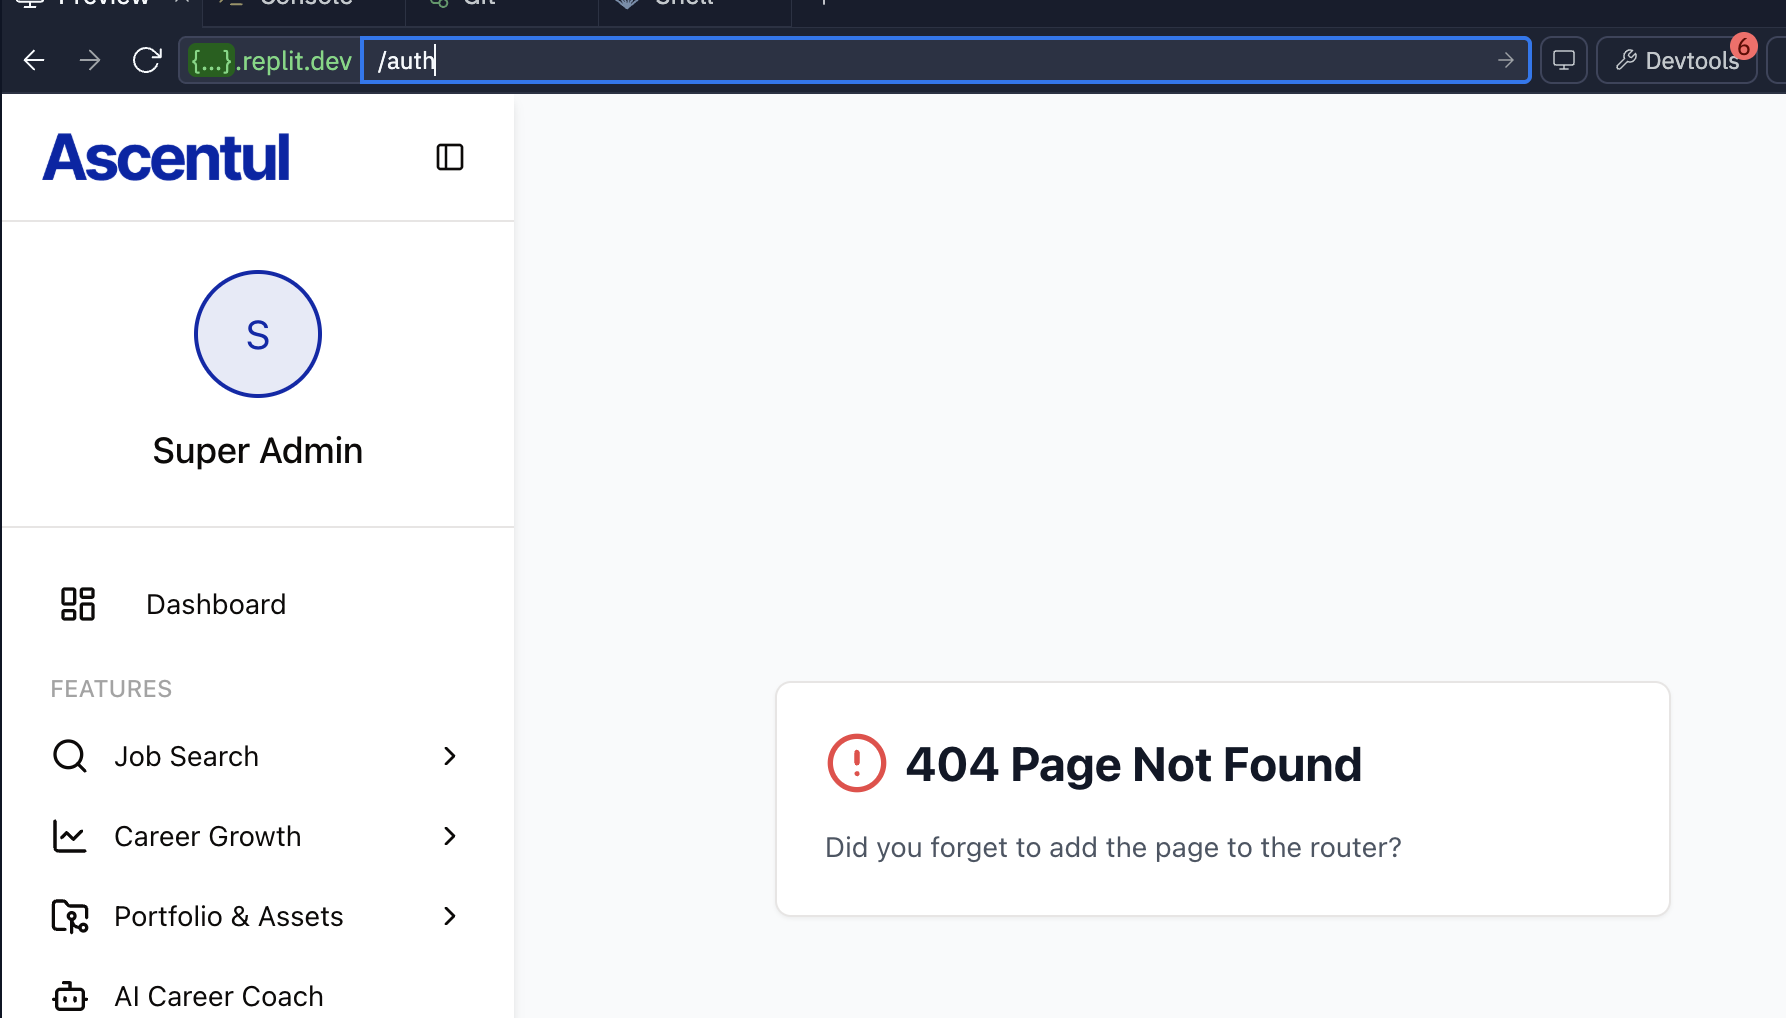 Preview
Console
Git
Shell
{...}.replit.dev
/auth
Devtools
6
Ascentul
S
Super Admin
Dashboard
FEATURES
Job Search
Career Growth
Portfolio & Assets
AI Career Coach
404 Page Not Found
Did you forget to add the page to the router?